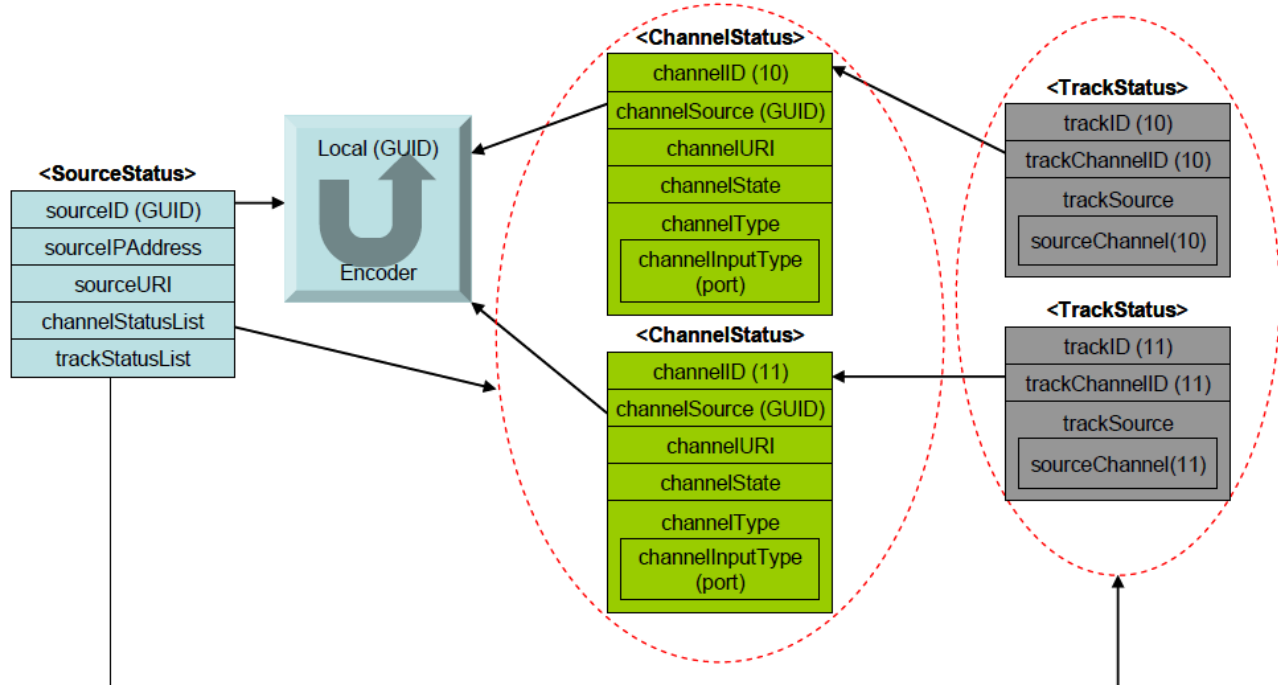 <SourceStatus>
sourceID (GUID)
sourceIPAddress
sourceURI
channelStatusList
trackStatusList
Local (GUID)
Encoder
<ChannelStatus>
channelID (10)
channelSource (GUID)
channelURI
channelState
channelType
channelInputType
(port)
<ChannelStatus>
channelID (11)
channelSource (GUID)
channelURI
channelState
channelType
channelInputType
(port)
<TrackStatus>
trackID (10)
trackChannelID (10)
trackSource
sourceChannel(10)
<TrackStatus>
trackID (11)
trackChannelID (11)
trackSource
sourceChannel(11)